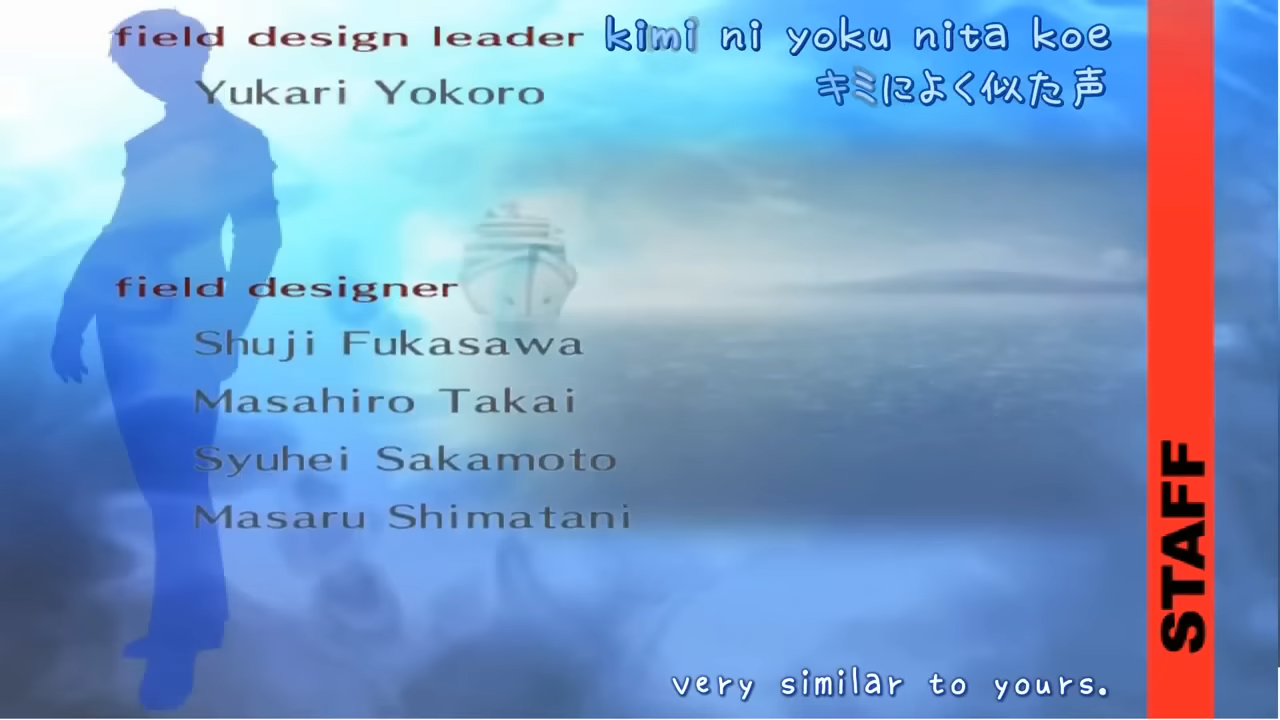 field design leader
Yukari Yokoro
kimi ni yoku nita koe
キミによく似た声
field designer
Shuji Fukasawa
Masahiro Takai
Syuhei Sakamoto
Masaru Shimatani
STAFF
very similar to yours.